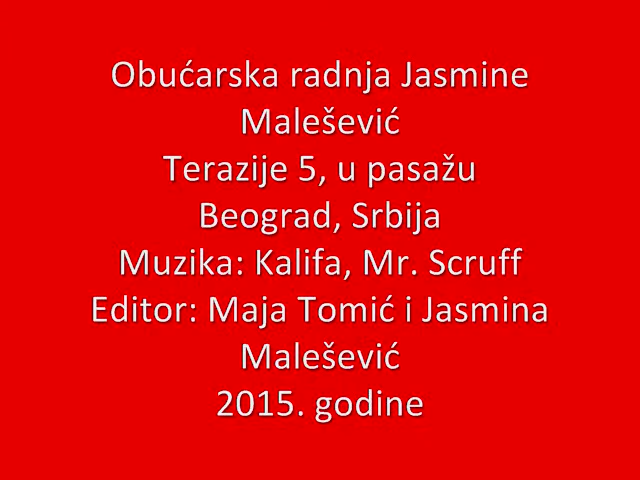 Obućarska radnja Jasmine
Malešević
Terazije 5, u pasažu
Beograd, Srbija
Muzika: Kalifa, Mr. Scruff
Editor: Maja Tomić i Jasmina
Malešević
2015. godine